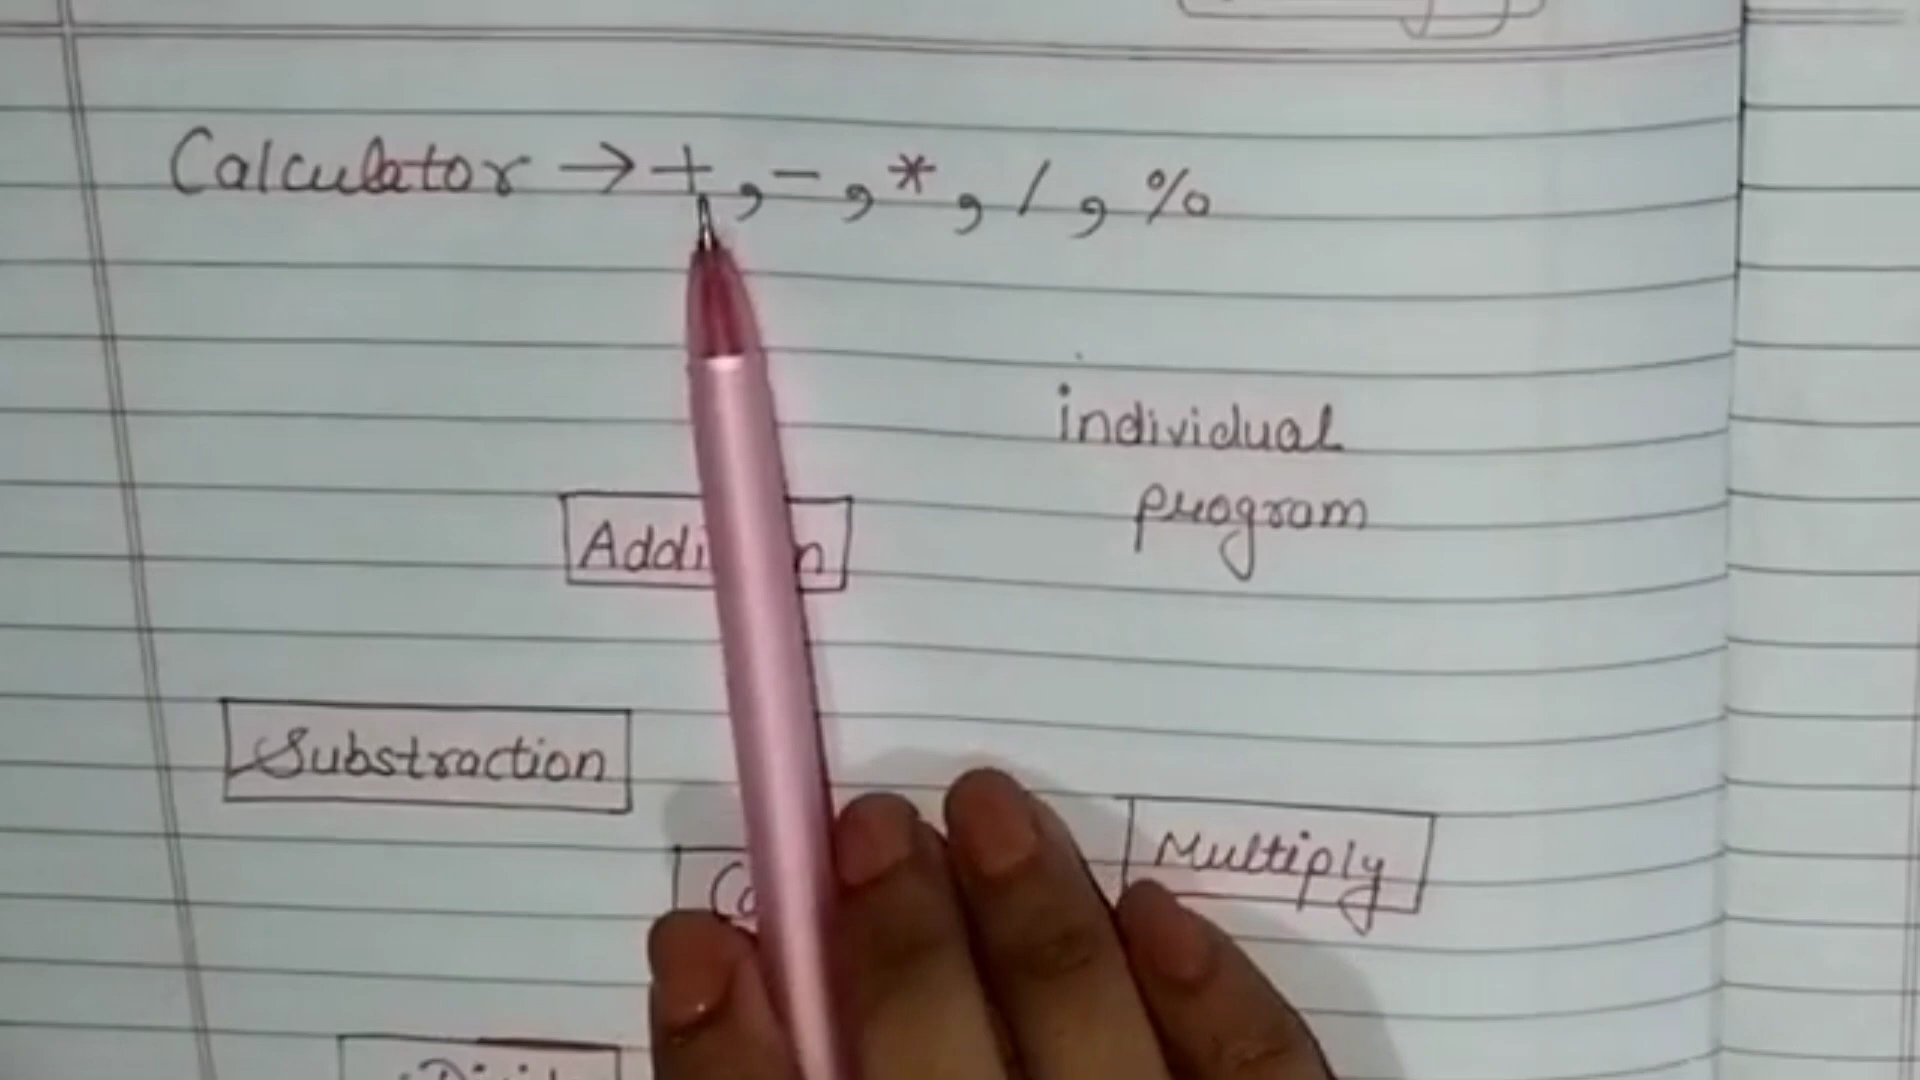 Calculator → +, -, *, /, %
individual
program
Substraction
Multiply